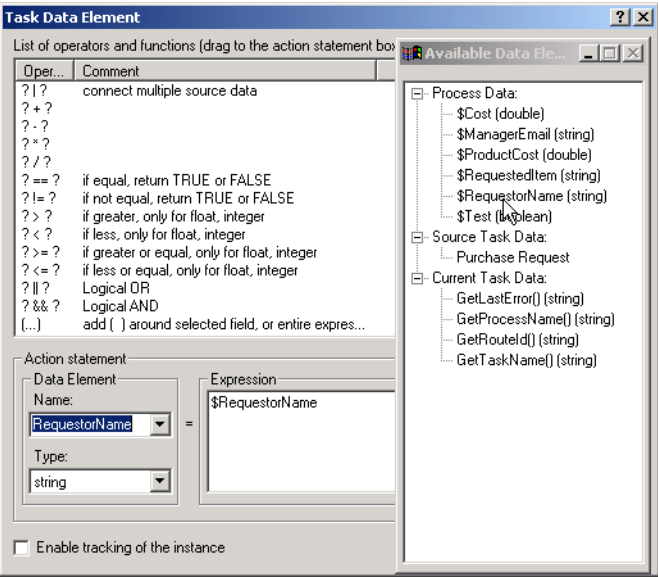 Task Data Element
List of operators and functions (drag to the action statement box
Oper... Comment
? | ? connect multiple source data
? + ?
? - ?
? * ?
? / ?
? == ? if equal, return TRUE or FALSE
? != ? if not equal, return TRUE or FALSE
? > ? if greater, only for float, integer
? < ? if less, only for float, integer
? >= ? if greater or equal, only for float, integer
? <= ? if less or equal, only for float, integer
? || ? Logical OR
? && ? Logical AND
(...) add ( ) around selected field, or entire expres...
Action statement
Data Element
Name:
RequestorName
=
Type:
string
Expression
$RequestorName
Enable tracking of the instance
Available Data Ele...
Process Data:
$Cost (double)
$ManagerEmail (string)
$ProductCost (double)
$RequestedItem (string)
$RequestorName (string)
$Test (boolean)
Source Task Data:
Purchase Request
Current Task Data:
GetLastError() (string)
GetProcessName() (string)
GetRouteId() (string)
GetTaskName() (string)